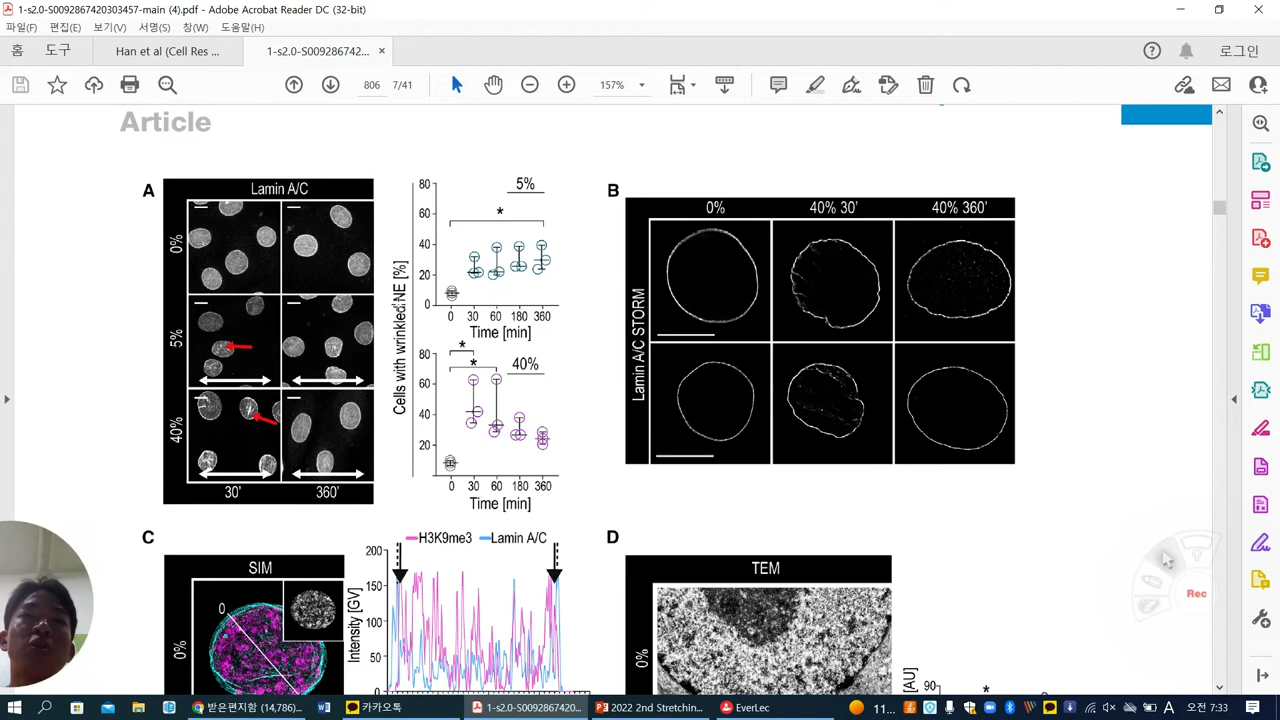 1-s2.0-S0092867420303457-main (4).pdf - Adobe Acrobat Reader DC (32-bit)
파일(F) 편집(E) 보기(V) 서명(S) 창(W) 도움말(H)
홈 도구 Han et al (Cell Res ... 1-s2.0-S009286742... × 로그인
806 7/41 157%
Article
A
Lamin A/C
0%
5%
40%
30' 360'
Cells with wrinkled NE [%]
5%
*
80
60
40
20
0
0 30 60 180 360
Time [min]
40%
*
*
80
60
40
20
0 30 60 180 360
Time [min]
B
0% 40% 30' 40% 360'
Lamin A/C STORM
C
SIM
0%
0
H3K9me3 Lamin A/C
Intensity [GV]
200
150
100
50
0
D
TEM
0%
[AU]
90
*
Rec
받은편지함 (14,786)... 카카오톡 1-s2.0-S0092867420... 2022 2nd Stretchin... EverLec 11... A 오전 7:33